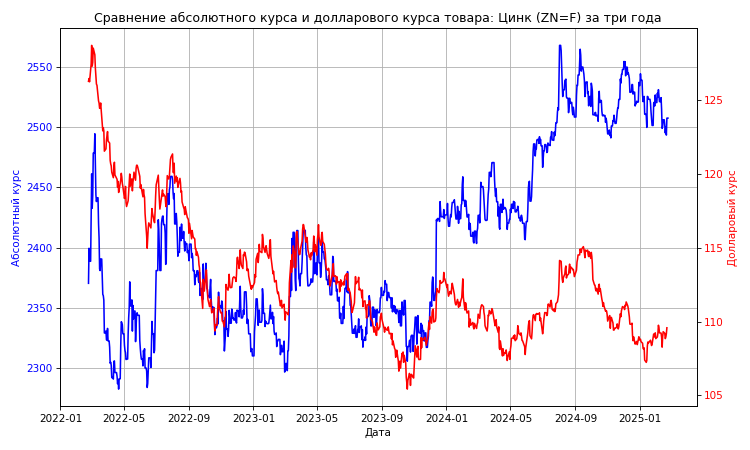 Сравнение абсолютного курса и долларового курса товара: Цинк (ZN=F) за три года
Абсолютный курс
2550
2500
2450
2400
2350
2300
125
120
115
110
105
Долларовый курс
2022-01 2022-05 2022-09 2023-01 2023-05 2023-09 2024-01 2024-05 2024-09 2025-01
Дата